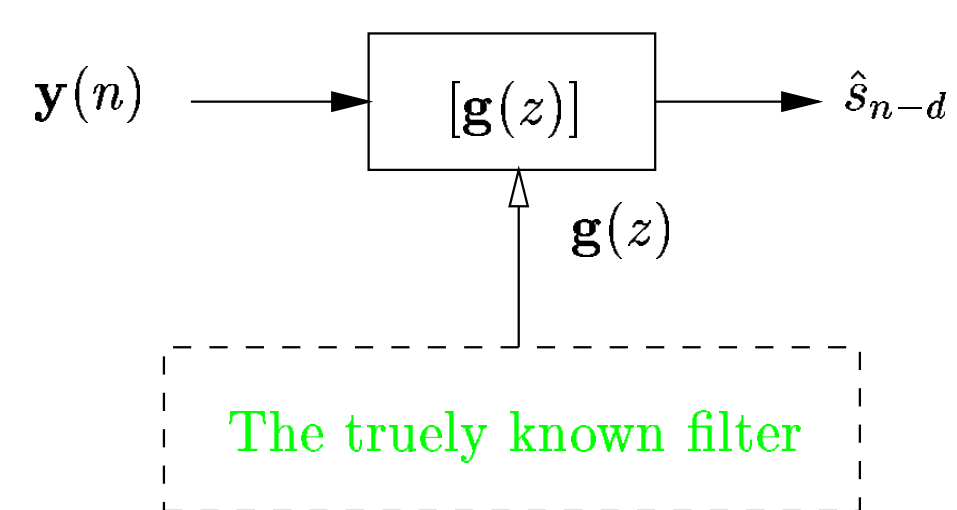 y(n)
[g(z)]
ŝₙ₋d
g(z)
The truely known filter